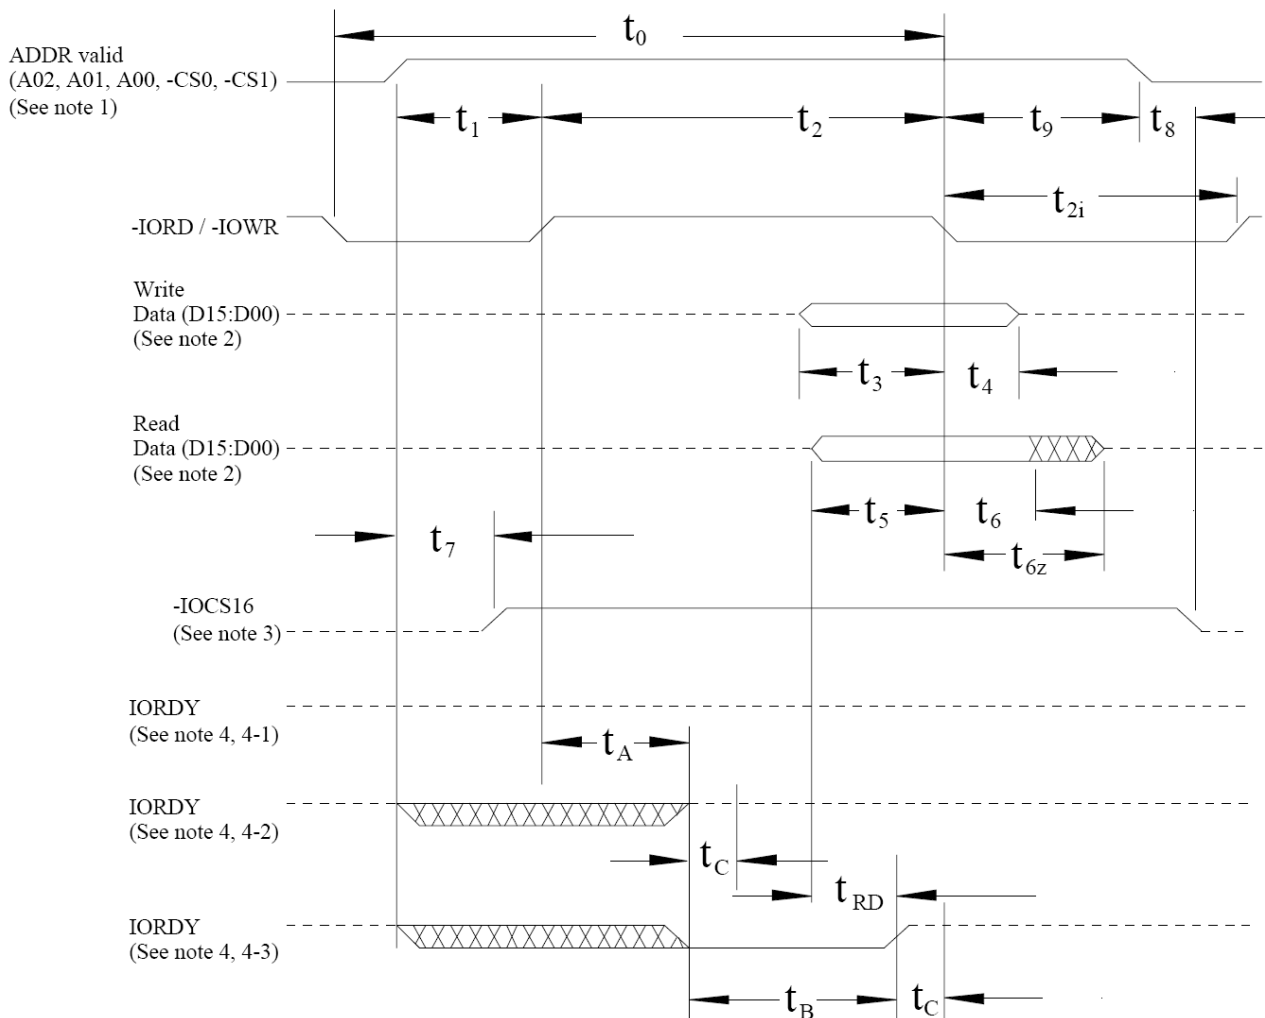 t0
ADDR valid
(A02, A01, A00, -CS0, -CS1)
(See note 1)
t1
t2
t9
t8
t2i
-IORD / -IOWR
Write
Data (D15:D00)
(See note 2)
t3
t4
Read
Data (D15:D00)
(See note 2)
t5
t6
t7
t6z
-IOCS16
(See note 3)
IORDY
(See note 4, 4-1)
tA
IORDY
(See note 4, 4-2)
tC
tRD
IORDY
(See note 4, 4-3)
tB
tC